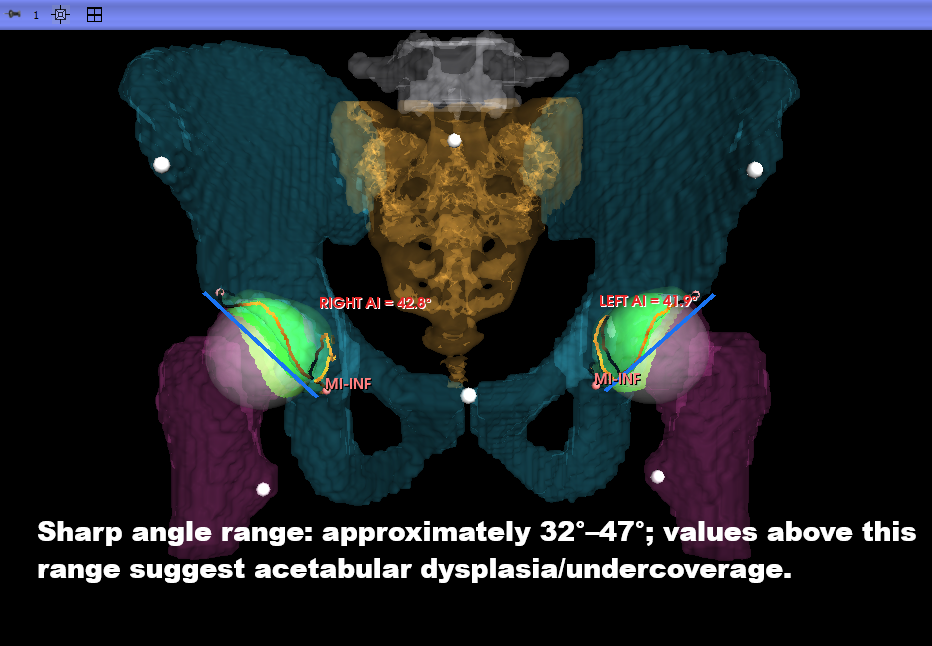 1
RIGHT AI = 42.8°
LEFT AI = 41.9°
MI-INF
MI-INF
Sharp angle range: approximately 32°–47°; values above this
range suggest acetabular dysplasia/undercoverage.